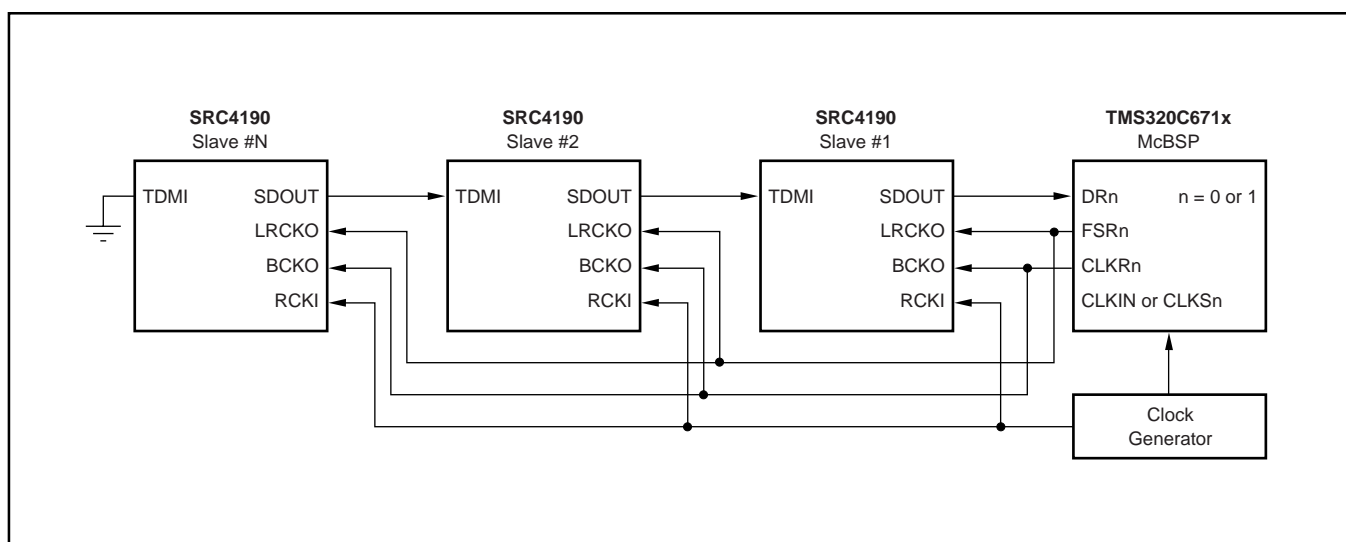 SRC4190
Slave #N
SRC4190
Slave #2
SRC4190
Slave #1
TMS320C671x
McBSP
TDMI
SDOUT
LRCKO
BCKO
RCKI
TDMI
SDOUT
LRCKO
BCKO
RCKI
TDMI
SDOUT
LRCKO
BCKO
RCKI
DRn
n = 0 or 1
FSRn
CLKRn
CLKIN or CLKSn
Clock
Generator